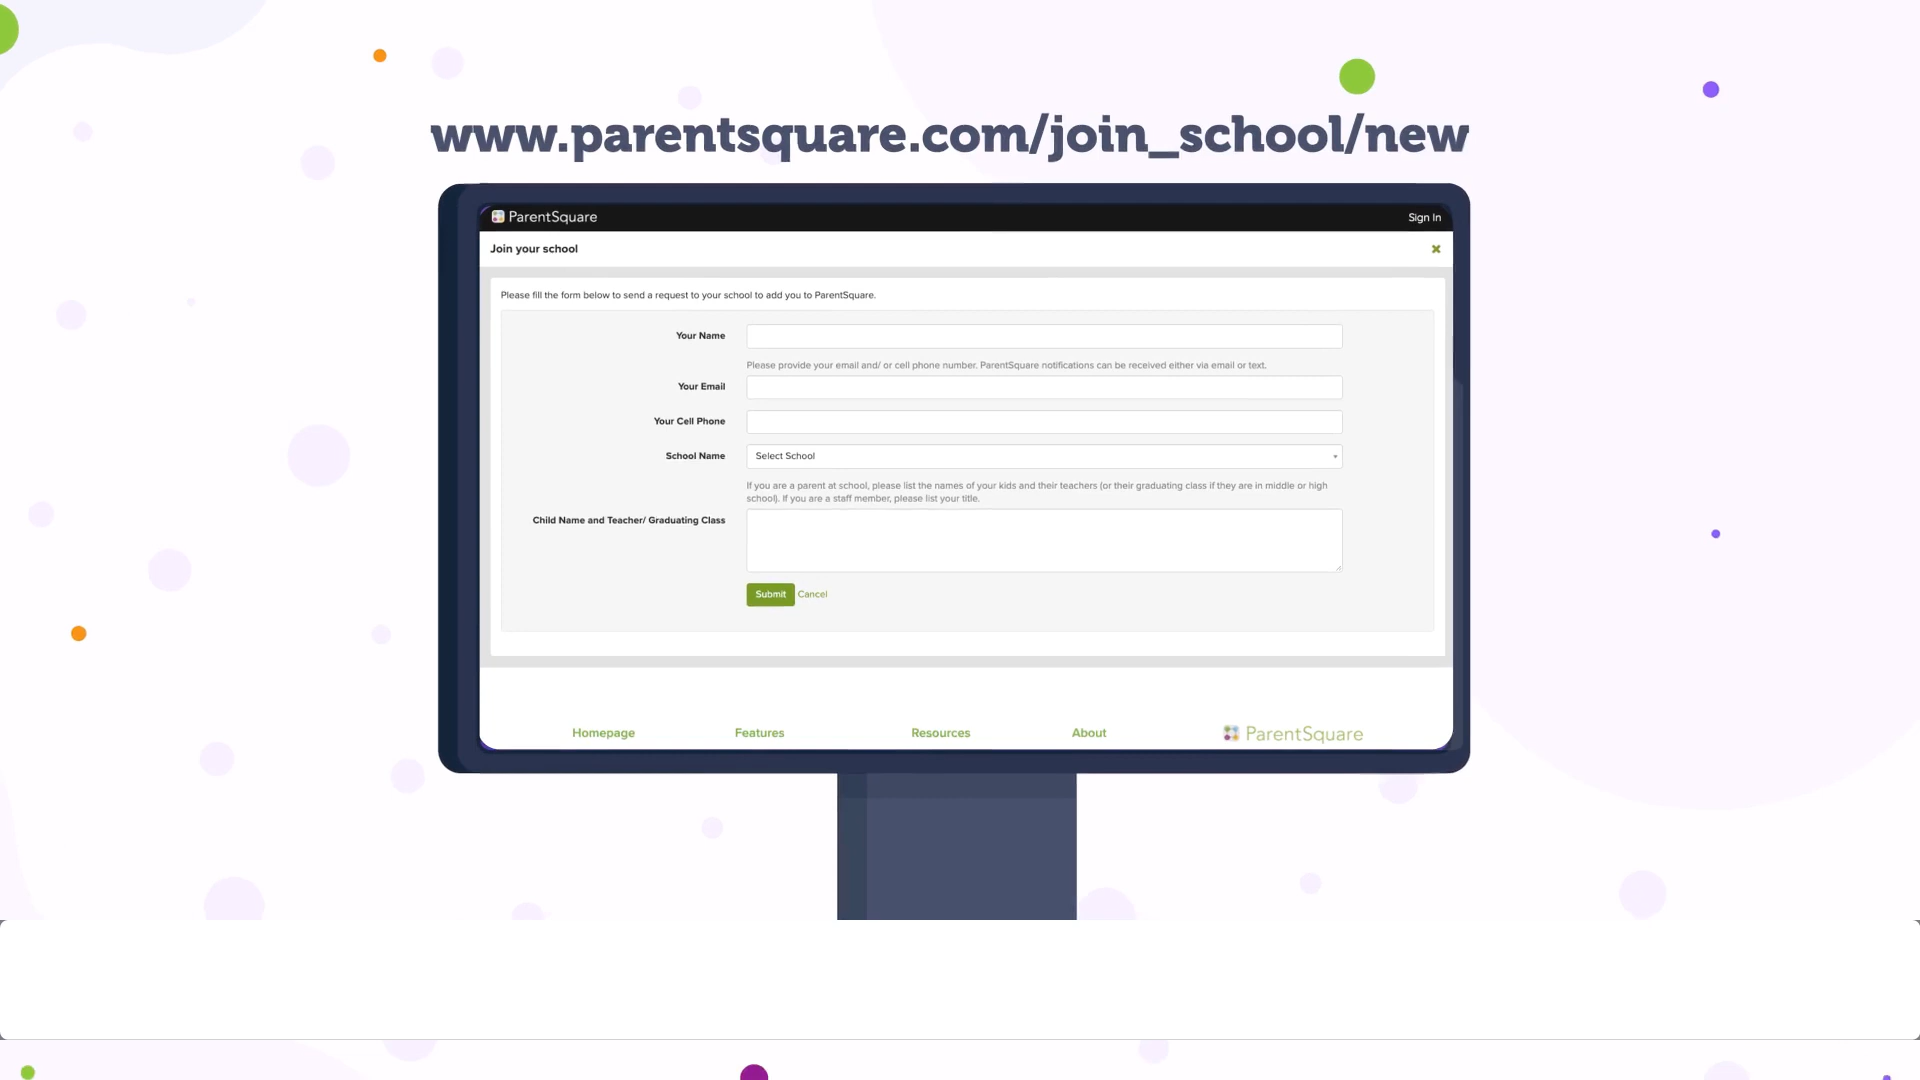 www.parentsquare.com/join_school/new
ParentSquare
Sign In
Join your school
Please fill the form below to send a request to your school to add you to ParentSquare.
Your Name
Please provide your email and/ or cell phone number. ParentSquare notifications can be received either via email or text.
Your Email
Your Cell Phone
School Name
Select School
If you are a parent at school, please list the names of your kids and their teachers (or their graduating class if they are in middle or high
school). If you are a staff member, please list your title.
Child Name and Teacher/ Graduating Class
Submit Cancel
Homepage
Features
Resources
About
ParentSquare